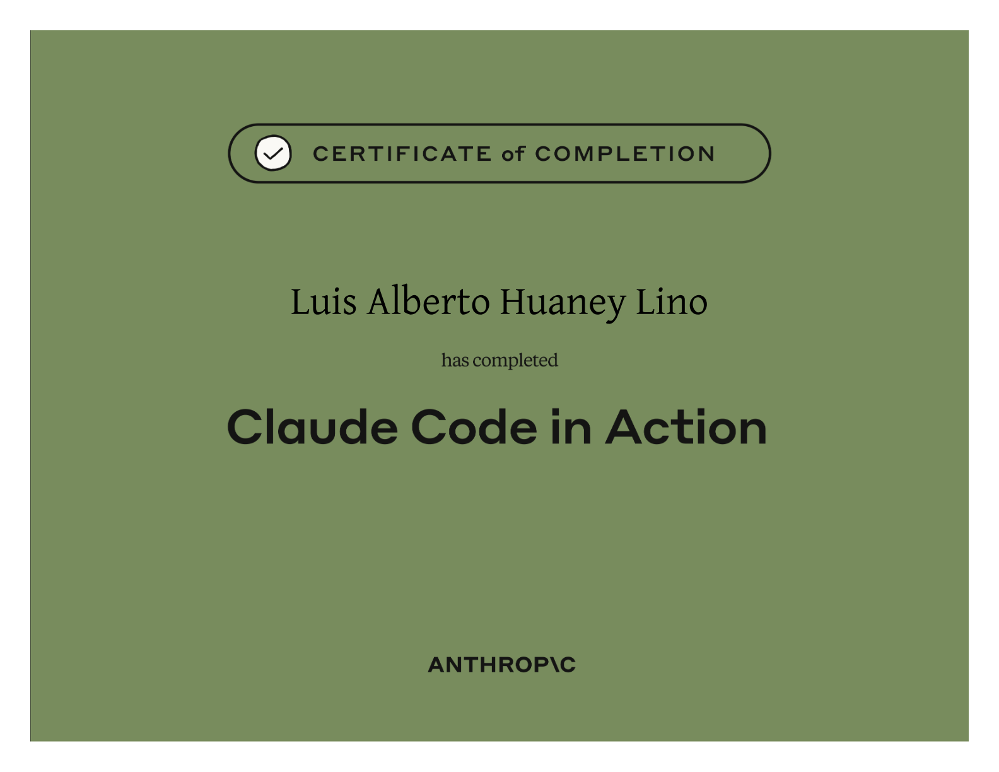 CERTIFICATE of COMPLETION
Luis Alberto Huaney Lino
has completed
Claude Code in Action
ANTHROP\C